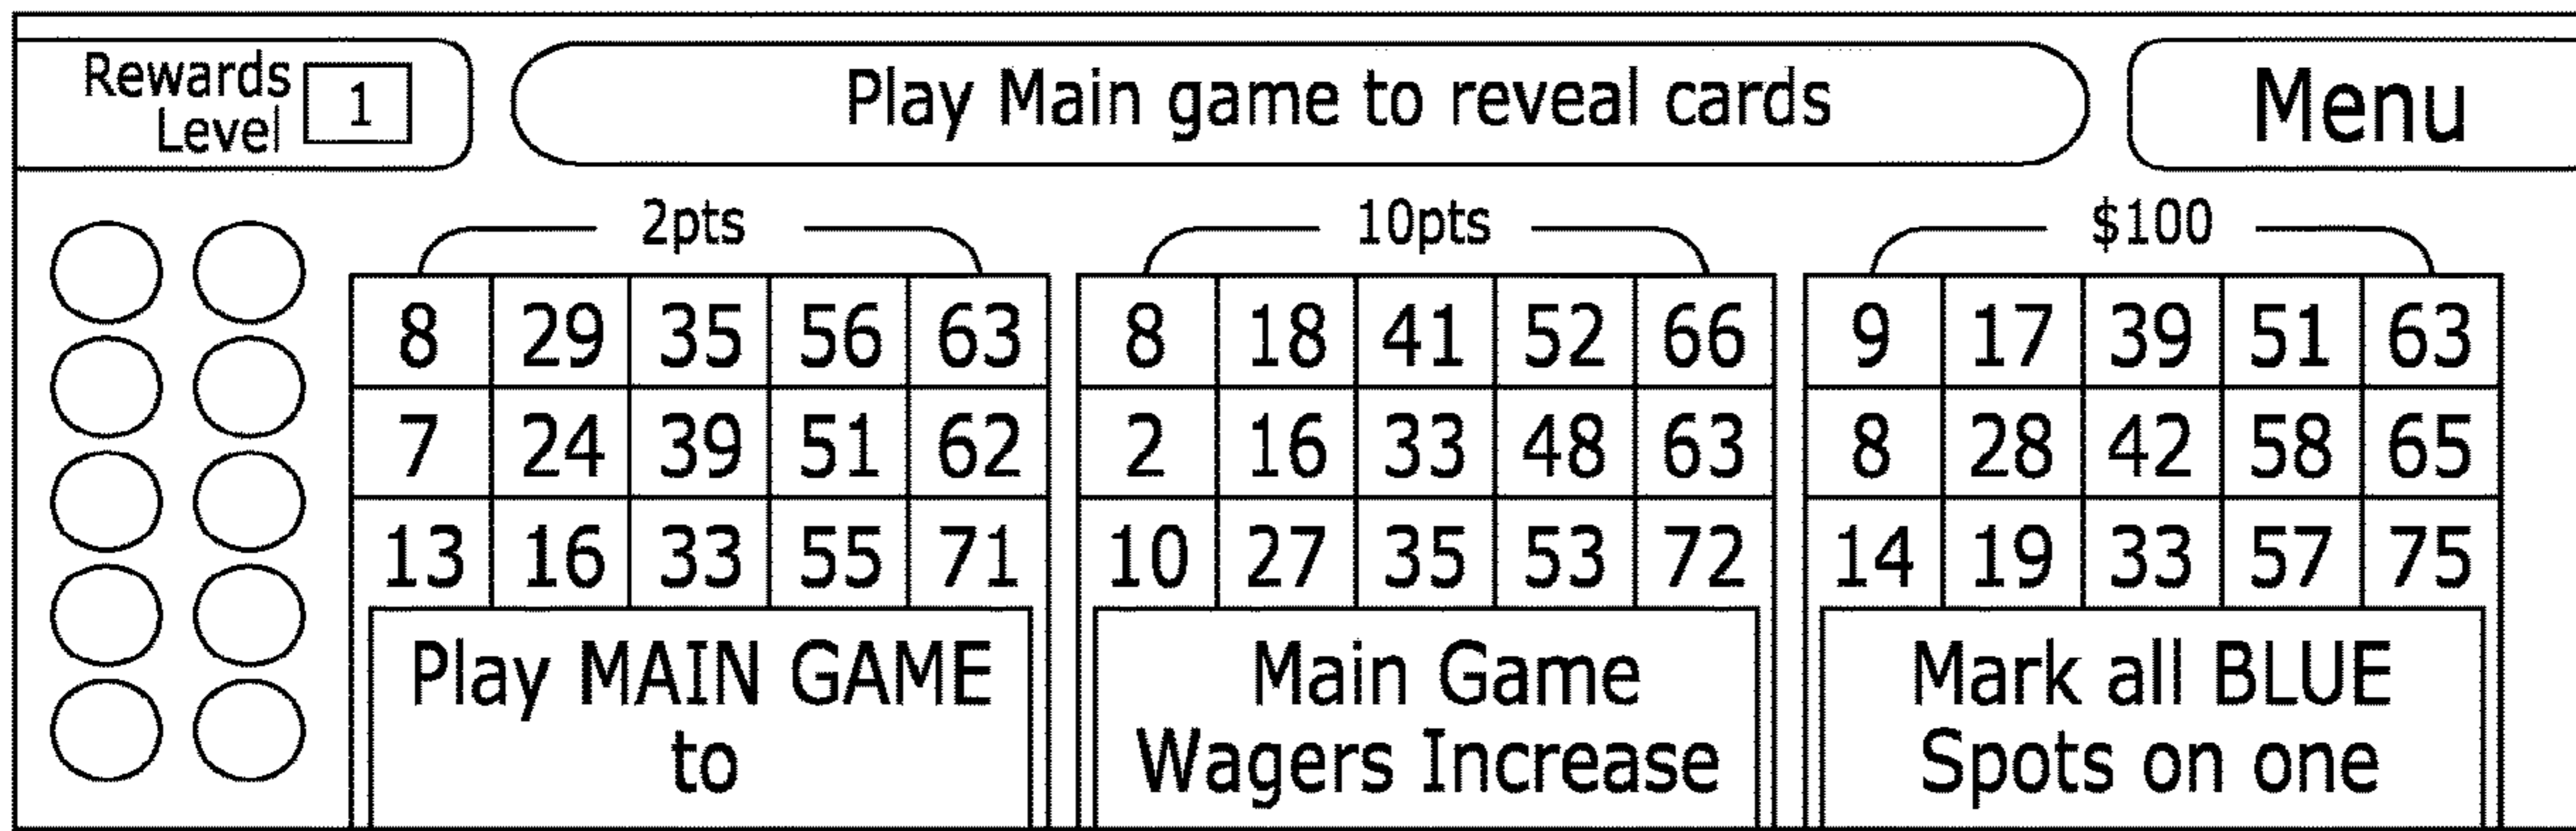 Rewards
Level 1
Play Main game to reveal cards
Menu
2pts
10pts
$100
8 29 35 56 63
7 24 39 51 62
13 16 33 55 71
Play MAIN GAME
to
8 18 41 52 66
2 16 33 48 63
10 27 35 53 72
Main Game
Wagers Increase
9 17 39 51 63
8 28 42 58 65
14 19 33 57 75
Mark all BLUE
Spots on one